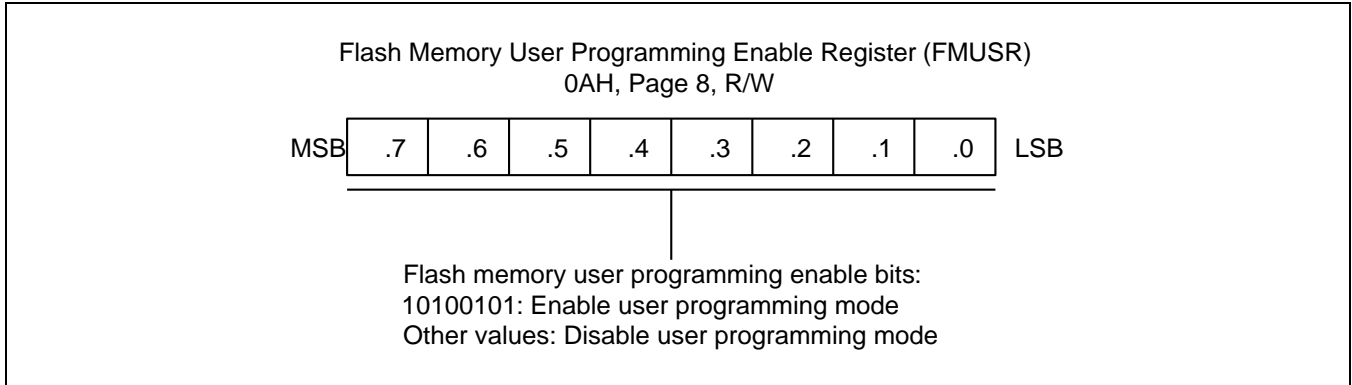 Flash Memory User Programming Enable Register (FMUSR)
0AH, Page 8, R/W
MSB .7 .6 .5 .4 .3 .2 .1 .0 LSB
Flash memory user programming enable bits:
10100101: Enable user programming mode
Other values: Disable user programming mode